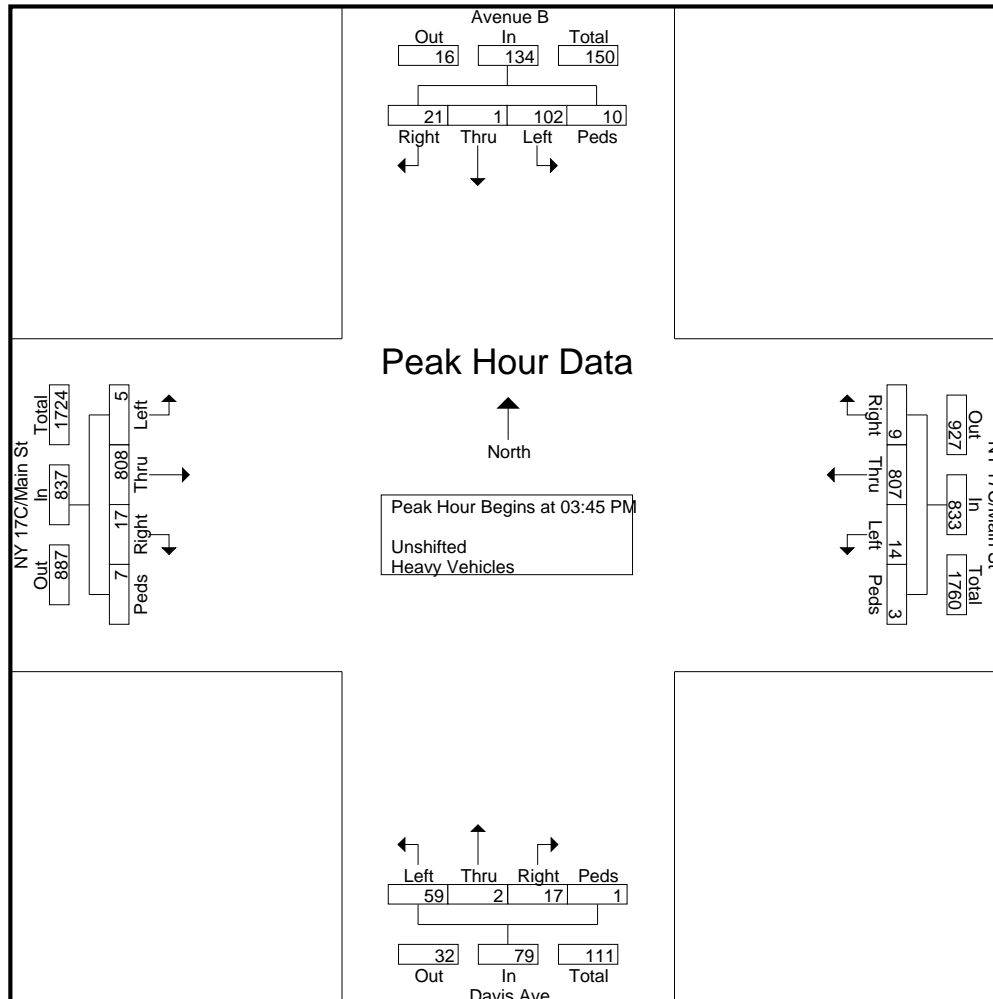 Avenue B
Out In Total
16 134 150
21 1 102 10
Right Thru Left Peds
Peak Hour Data
North
Peak Hour Begins at 03:45 PM
Unshifted
Heavy Vehicles
NY 17C/Main St
Out In Total
887 837 1724
7 17 808 5
Peds Right Thru Left
NY 17C/Main St
Out In Total
927 833 1760
9 807 14 3
Right Thru Left Peds
Left Thru Right Peds
59 2 17 1
32 79 111
Out In Total
Davis Ave